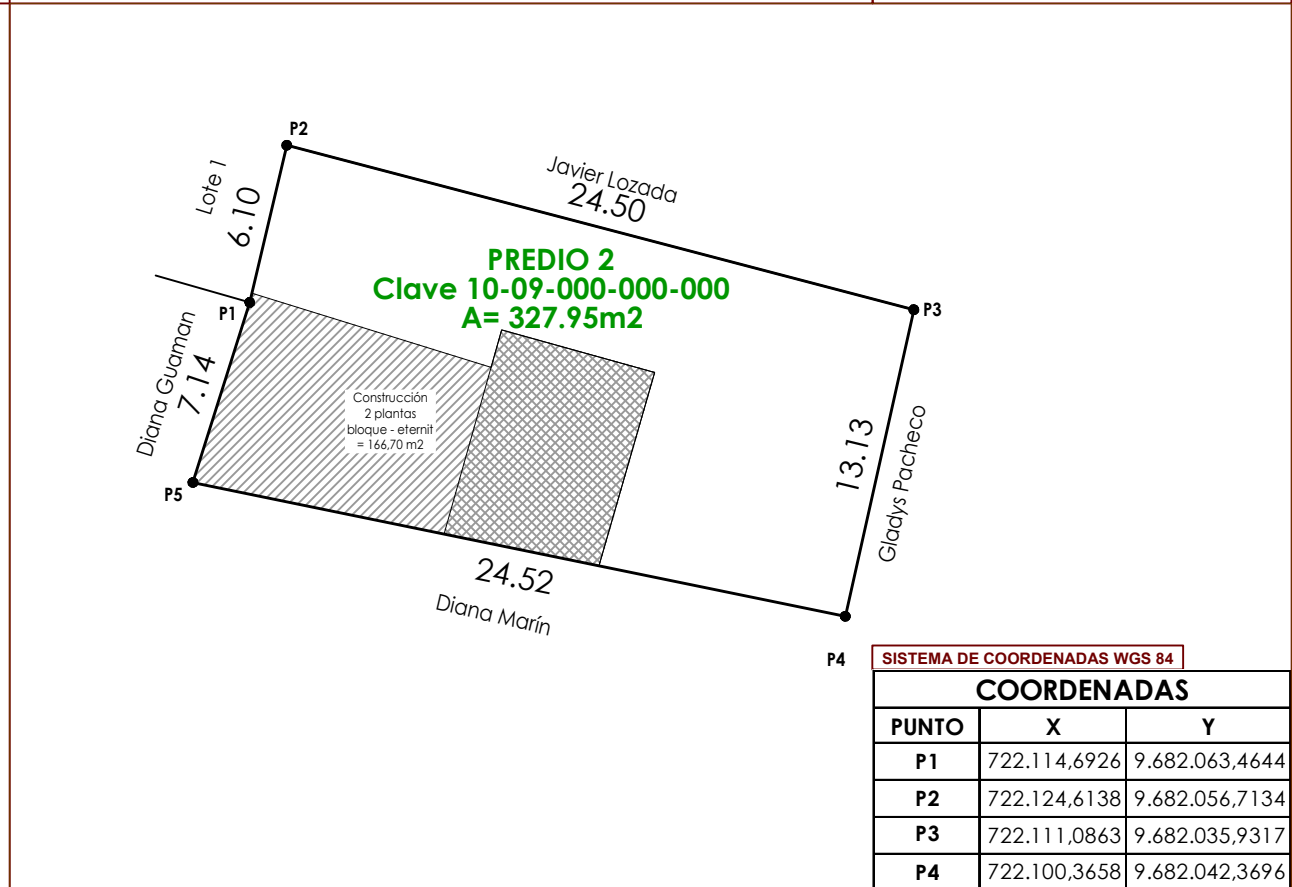 P2
Javier Lozada
24.50
Lote 1
6.10
PREDIO 2
Clave 10-09-000-000-000
A= 327.95m2
P3
P1
Diana Guaman
7.14
Construcción
2 plantas
bloque - eternit
= 166,70 m2
13.13
Gladys Pacheco
P5
24.52
Diana Marín
P4
SISTEMA DE COORDENADAS WGS 84
COORDENADAS
PUNTO X Y
P1 722.114,6926 9.682.063,4644
P2 722.124,6138 9.682.056,7134
P3 722.111,0863 9.682.035,9317
P4 722.100,3658 9.682.042,3696